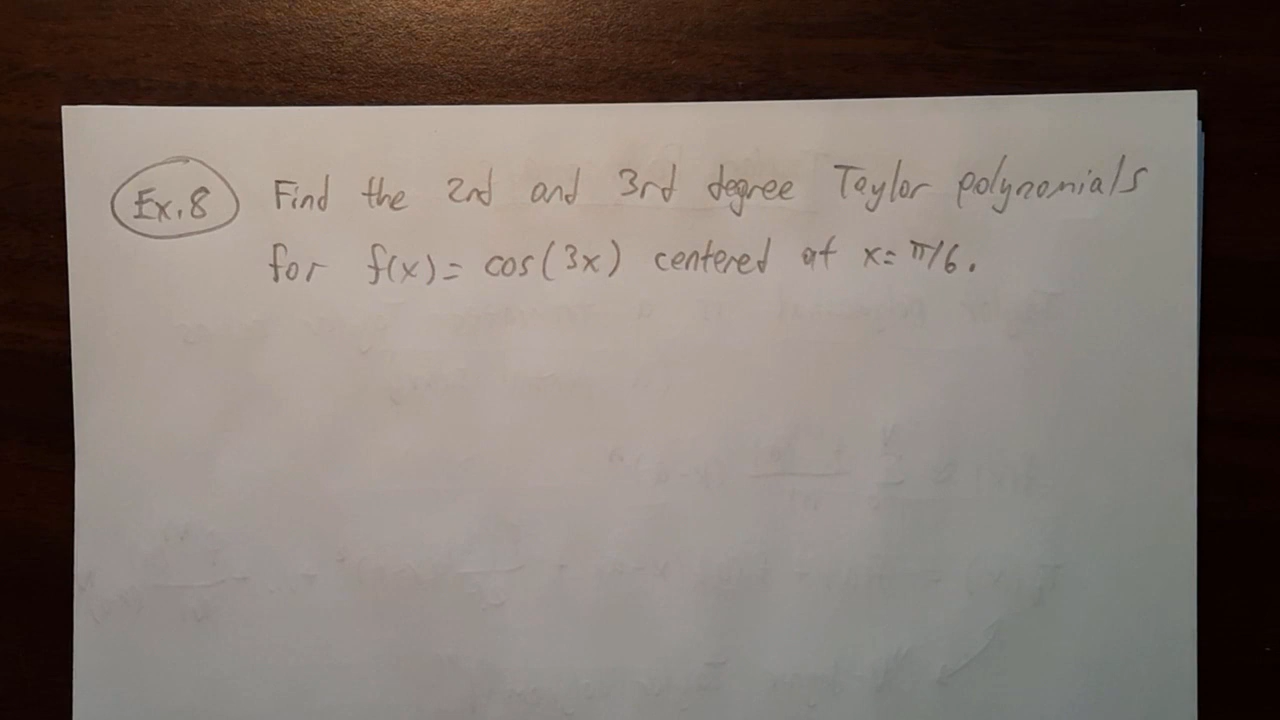 Ex. 8 Find the 2nd and 3rd degree Taylor polynomials
for f(x) = cos(3x) centered at x = π/6.